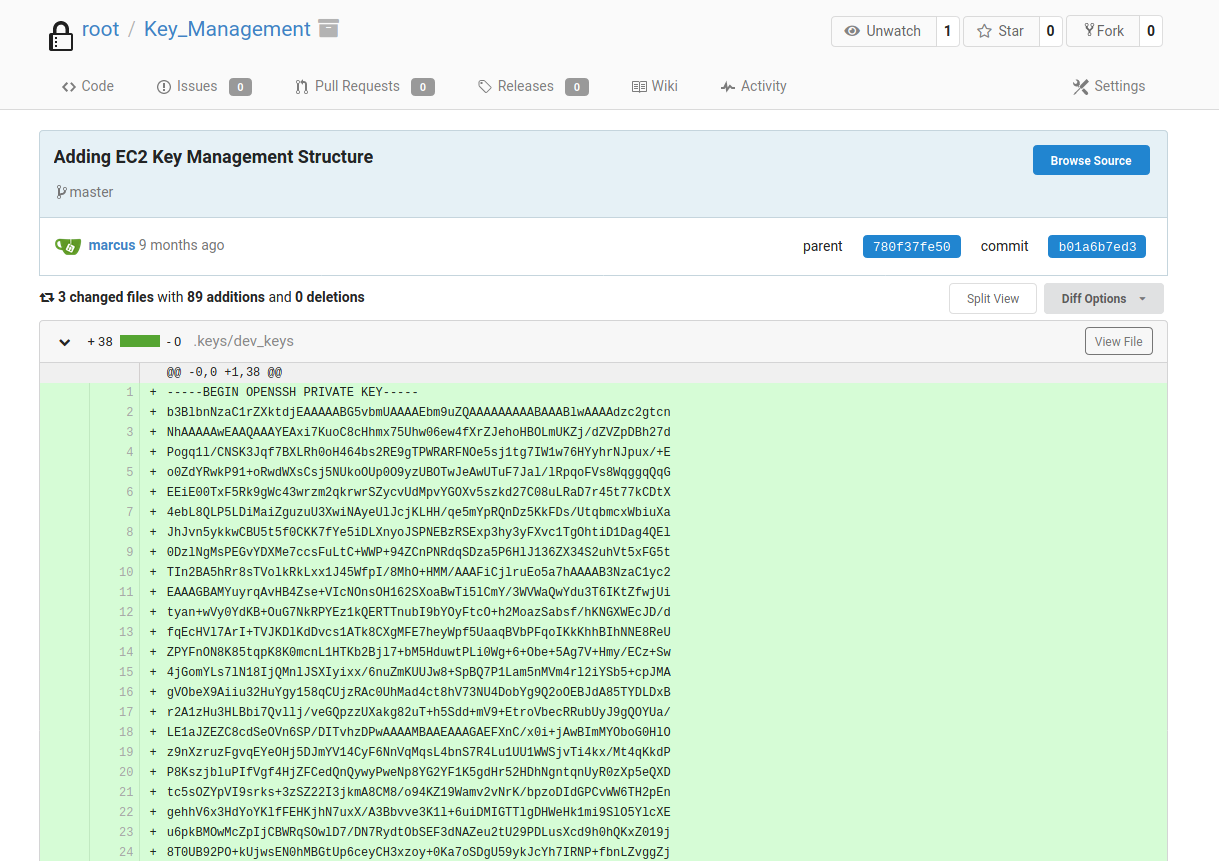 root / Key_Management
Unwatch 1 Star 0 Fork 0
Code Issues 0 Pull Requests 0 Releases 0 Wiki Activity Settings
Adding EC2 Key Management Structure
Browse Source
master
marcus 9 months ago parent 780f37fe50 commit b01a6b7ed3
3 changed files with 89 additions and 0 deletions
Split View Diff Options
+ 38 - 0 .keys/dev_keys View File
@@ -0,0 +1,38 @@
1 + -----BEGIN OPENSSH PRIVATE KEY-----
2 + b3BlbnNzaC1rZXktdjEAAAAABG5vbmUAAAAEbm9uZQAAAAAAAAABAAABlwAAAAdzc2gtcn
3 + NhAAAAAwEAAQAAAYEAxi7KuoC8cHhmx75Uhw06ew4fXrZJehoHBOLmUKZj/dZVZpDBh27d
4 + Pogq1l/CNSK3Jqf7BXLRh0oH464bs2RE9gTPWRARFNOe5sj1tg7IW1w76HYyhrNJpux/+E
5 + o0ZdYRwkP91+oRwdWXsCsj5NUkoOUp0O9yzUBOTwJeAwUTuF7Jal/lRpqoFVs8WqggqQqG
6 + EEiE00TxF5Rk9gWc43wrzm2qkrwrSZycvUdMpvYGOXv5szkd27C08uLRaD7r45t77kCDtX
7 + 4ebL8QLP5LDiMaiZguzuU3XwiNAyeUlJcjKLHH/qe5mYpRQnDz5KkFDs/UtqbmcxWbiuXa
8 + JhJvn5ykkwCBU5t5f0CKK7fYe5iDLXnyoJSPNEBzRSExp3hy3yFXvc1TgOhtiD1Dag4QEl
9 + 0DzlNgMsPEGvYDXMe7ccsFuLtC+WWP+94ZCnPNRdqSDza5P6HlJ136ZX34S2uhVt5xFG5t
10 + TIn2BA5hRr8sTVolkRkLxx1J45WfpI/8MhO+HMM/AAAFiCjlruEo5a7hAAAAB3NzaC1yc2
11 + EAAAGBAMYuyrqAvHB4Zse+VIcNOnsOH162SXoaBwTi5lCmY/3WVWaQwYdu3T6IKtZfwjUi
12 + tyan+wVy0YdKB+OuG7NkRPYEz1kQERTTnubI9bYOyFtcO+h2MoazSabsf/hKNGXWEcJD/d
13 + fqEcHVl7ArI+TVJKDlKdDvcs1ATk8CXgMFE7heyWpf5UaaqBVbPFqoIKkKhhBIhNNE8ReU
14 + ZPYFnON8K85tqpK8K0mcnL1HTKb2Bjl7+bM5HduwtPLi0Wg+6+Obe+5Ag7V+Hmy/ECz+Sw
15 + 4jGomYLs7lN18IjQMnlJSXIyixx/6nuZmKUUJw8+SpBQ7P1Lam5nMVm4rl2iYSb5+cpJMA
16 + gVObeX9Aiiu32HuYgy158qCUjzRAc0UhMad4ct8hV73NU4DobYg9Q2oOEBJdA85TYDLDxB
17 + r2A1zHu3HLBbi7Qvllj/veGQpzzUXakg82uT+h5Sdd+mV9+EtroVbecRRubUyJ9gQOYUa/
18 + LE1aJZEZC8cdSeOVn6SP/DITvhzDPwAAAAMBAAEAAAGAEFXnC/x0i+jAwBImMYOboG0HlO
19 + z9nXzruzFgvqEYeOHj5DJmYV14CyF6NnVqMqsL4bnS7R4Lu1UU1WWSjvTi4kx/Mt4qKkdP
20 + P8KszjbluPIfVgf4HjZFCedQnQywyPweNp8YG2YF1K5gdHr52HDhNgntqnUyR0zXp5eQXD
21 + tc5sOZYpVI9srks+3zSZ22I3jkmA8CM8/o94KZ19Wamv2vNrK/bpzoDIdGPCvWW6TH2pEn
22 + gehhV6x3HdYoYKlfFEHKjhN7uxX/A3Bbvve3K1l+6uiDMIGTTlgDHWeHk1mi9SlO5YlcXE
23 + u6pkBMOwMcZpIjCBWRqSOwlD7/DN7RydtObSEF3dNAZeu2tU29PDLusXcd9h0hQKxZ019j
24 + 8T0UB92PO+kUjwsEN0hMBGtUp6ceyCH3xzoy+0Ka7oSDgU59ykJcYh7IRNP+fbnLZvggZj